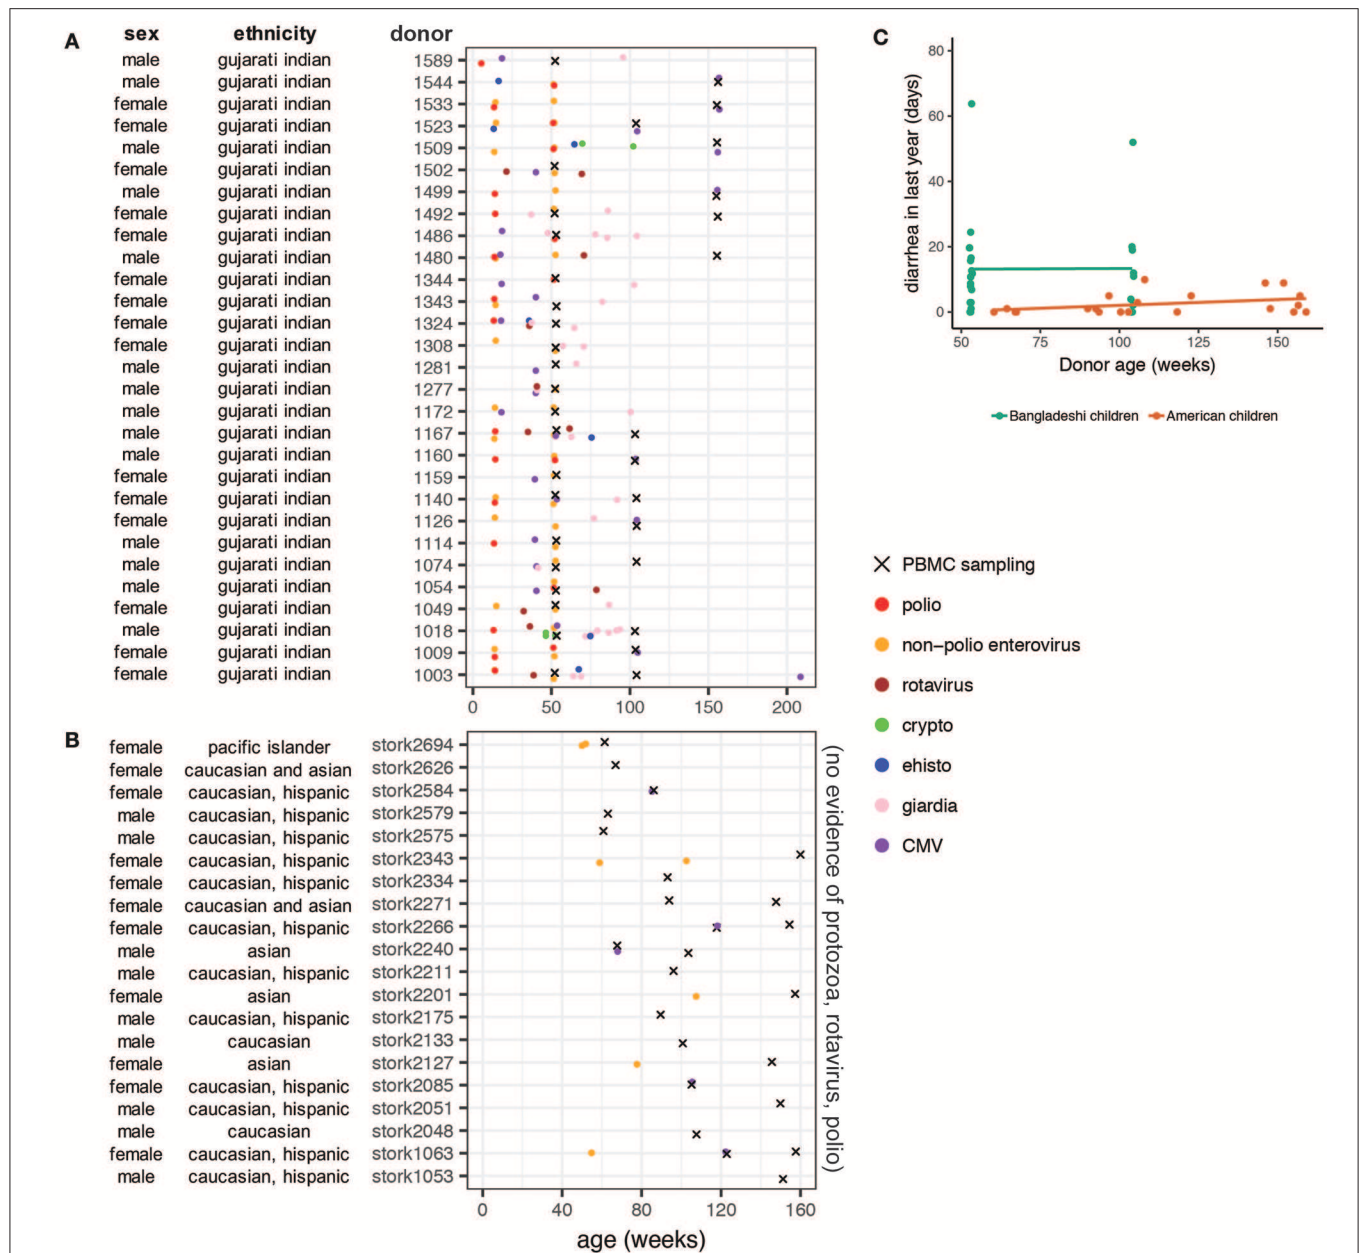 A sex ethnicity donor
male gujarati indian 1589
male gujarati indian 1544
female gujarati indian 1533
female gujarati indian 1523
male gujarati indian 1509
female gujarati indian 1502
male gujarati indian 1499
female gujarati indian 1492
female gujarati indian 1486
male gujarati indian 1480
female gujarati indian 1344
female gujarati indian 1343
female gujarati indian 1324
female gujarati indian 1308
male gujarati indian 1281
male gujarati indian 1277
male gujarati indian 1172
male gujarati indian 1167
male gujarati indian 1160
female gujarati indian 1159
female gujarati indian 1140
female gujarati indian 1126
male gujarati indian 1114
male gujarati indian 1074
male gujarati indian 1054
female gujarati indian 1049
male gujarati indian 1018
female gujarati indian 1009
female gujarati indian 1003
0 50 100 150 200
B
female pacific islander stork2694
female caucasian and asian stork2626
female caucasian, hispanic stork2584
male caucasian, hispanic stork2579
male caucasian, hispanic stork2575
female caucasian, hispanic stork2343
female caucasian, hispanic stork2334
female caucasian and asian stork2271
female caucasian, hispanic stork2266
male asian stork2240
male caucasian, hispanic stork2211
female asian stork2201
male caucasian, hispanic stork2175
male caucasian stork2133
female asian stork2127
female caucasian, hispanic stork2085
male caucasian, hispanic stork2051
male caucasian stork2048
female caucasian, hispanic stork1063
male caucasian, hispanic stork1053
0 40 80 120 160
age (weeks)
(no evidence of protozoa, rotavirus, polio)
C
diarrhea in last year (days)
80
60
40
20
0
50 75 100 125 150
Donor age (weeks)
Bangladeshi children American children
PBMC sampling
polio
non-polio enterovirus
rotavirus
crypto
ehisto
giardia
CMV